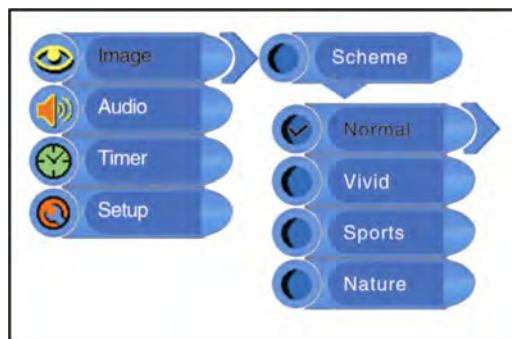 Image
Audio
Timer
Setup
Scheme
Normal
Vivid
Sports
Nature